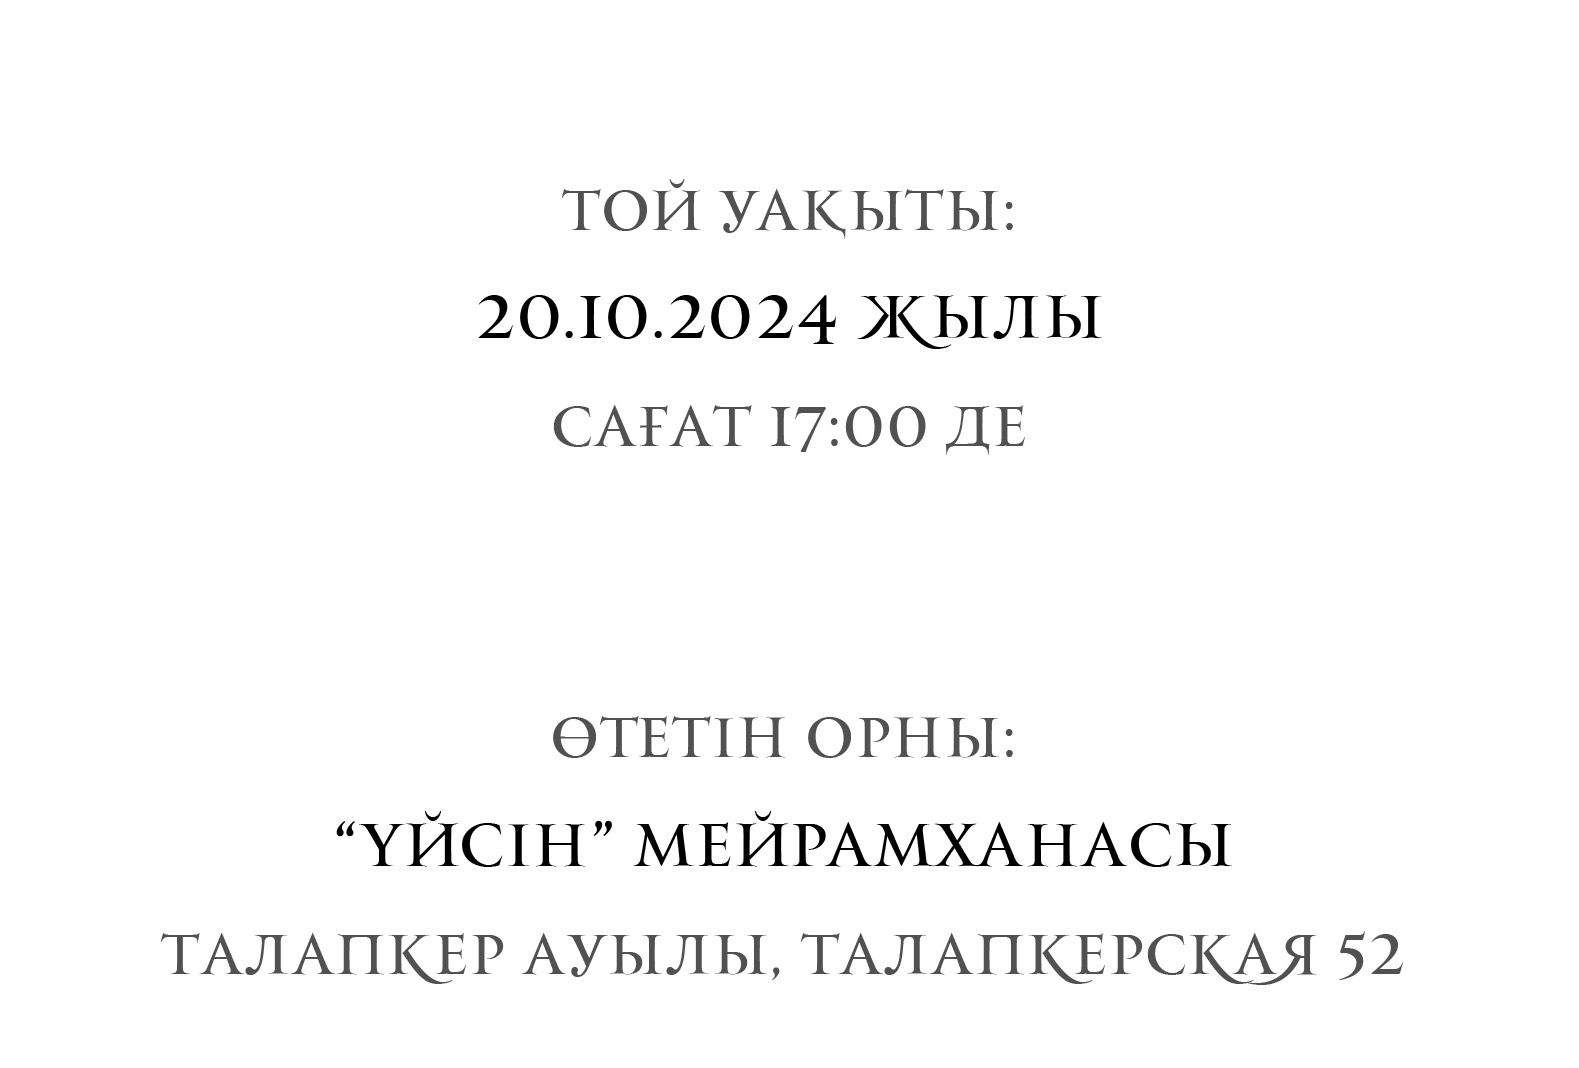 ТОЙ УАҚЫТЫ:
20.10.2024 ЖЫЛЫ
САҒАТ 17:00 ДЕ
ӨТЕТІН ОРНЫ:
“ҮЙСІН” МЕЙРАМХАНАСЫ
ТАЛАПКЕР АУЫЛЫ, ТАЛАПКЕРСКАЯ 52